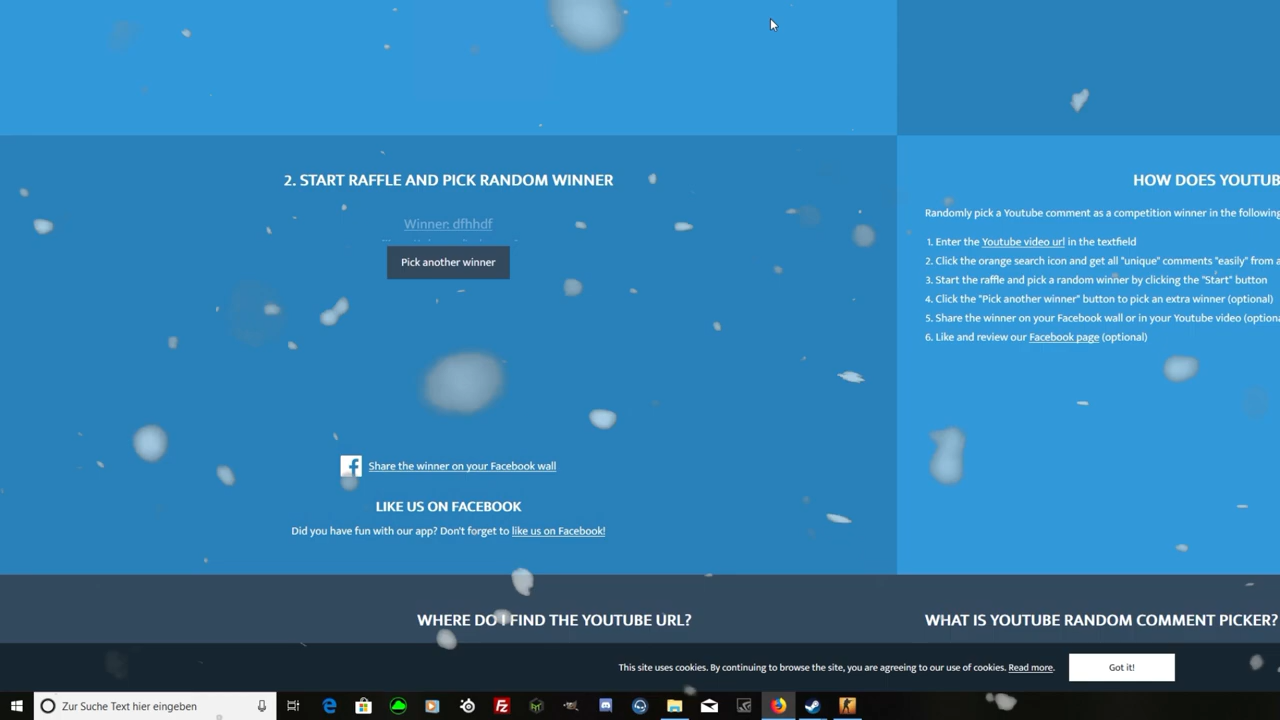 2. START RAFFLE AND PICK RANDOM WINNER
Winner: dfhhdf
Pick another winner
Share the winner on your Facebook wall
LIKE US ON FACEBOOK
Did you have fun with our app? Don't forget to like us on Facebook!
HOW DOES YOUTUB
Randomly pick a Youtube comment as a competition winner in the following
1. Enter the Youtube video url in the textfield
2. Click the orange search icon and get all "unique" comments "easily" from a
3. Start the raffle and pick a random winner by clicking the "Start" button
4. Click the "Pick another winner" button to pick an extra winner (optional)
5. Share the winner on your Facebook wall or in your Youtube video (optiona
6. Like and review our Facebook page (optional)
WHERE DO I FIND THE YOUTUBE URL?
WHAT IS YOUTUBE RANDOM COMMENT PICKER?
This site uses cookies. By continuing to browse the site, you are agreeing to our use of cookies. Read more.
Got it!
Zur Suche Text hier eingeben